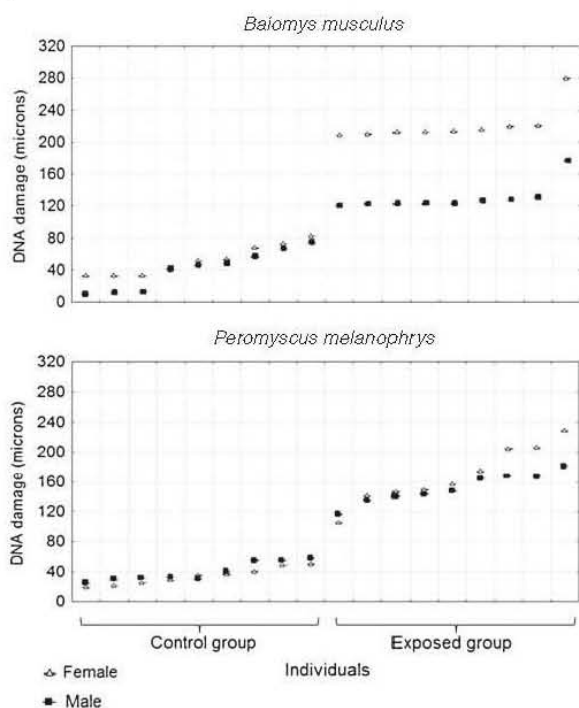 Baiomys musculus
320
280
240
200
160
120
80
40
0
DNA damage (microns)
Peromyscus melanophrys
320
280
240
200
160
120
80
40
0
DNA damage (microns)
Control group
Exposed group
Individuals
Female
Male